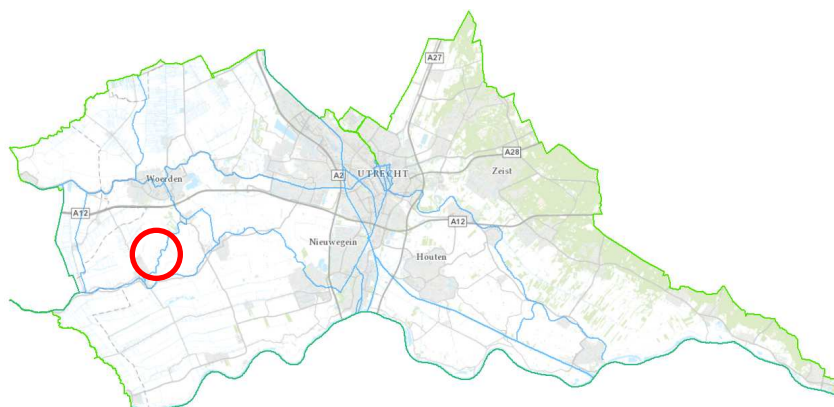 A27
A28
A2
UTRECHT
Zeist
Woerden
A12
A12
Nieuwegein
Houten